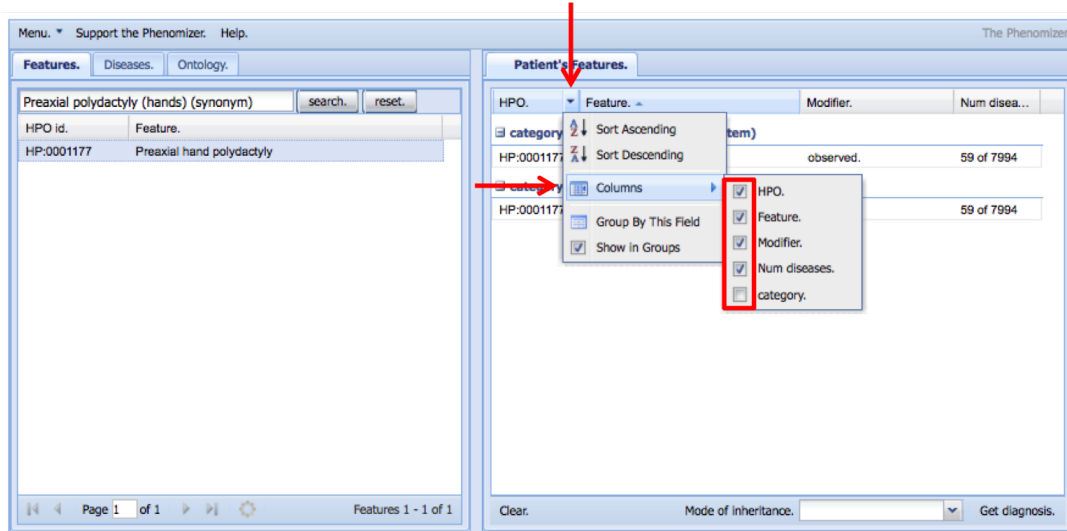 Menu. Support the Phenomizer. Help.
The Phenomizer
Features. Diseases. Ontology.
Preaxial polydactyly (hands) (synonym) search. reset.
HPO id. Feature.
HP:0001177 Preaxial hand polydactyly
Page 1 of 1 Features 1 - 1 of 1
Patient's Features.
HPO. Feature. Modifier. Num disea...
category tem)
HP:0001177 observed. 59 of 7994
category
HP:0001177 59 of 7994
Sort Ascending
Sort Descending
Columns
Group By This Field
Show in Groups
HPO.
Feature.
Modifier.
Num diseases.
category.
Clear. Mode of inheritance. Get diagnosis.